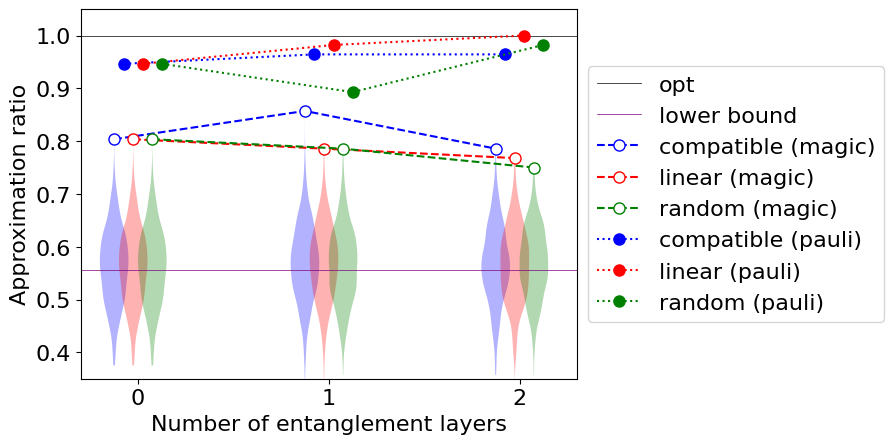 Approximation ratio
1.0
0.9
0.8
0.7
0.6
0.5
0.4
0 1 2
Number of entanglement layers
opt
lower bound
compatible (magic)
linear (magic)
random (magic)
compatible (pauli)
linear (pauli)
random (pauli)